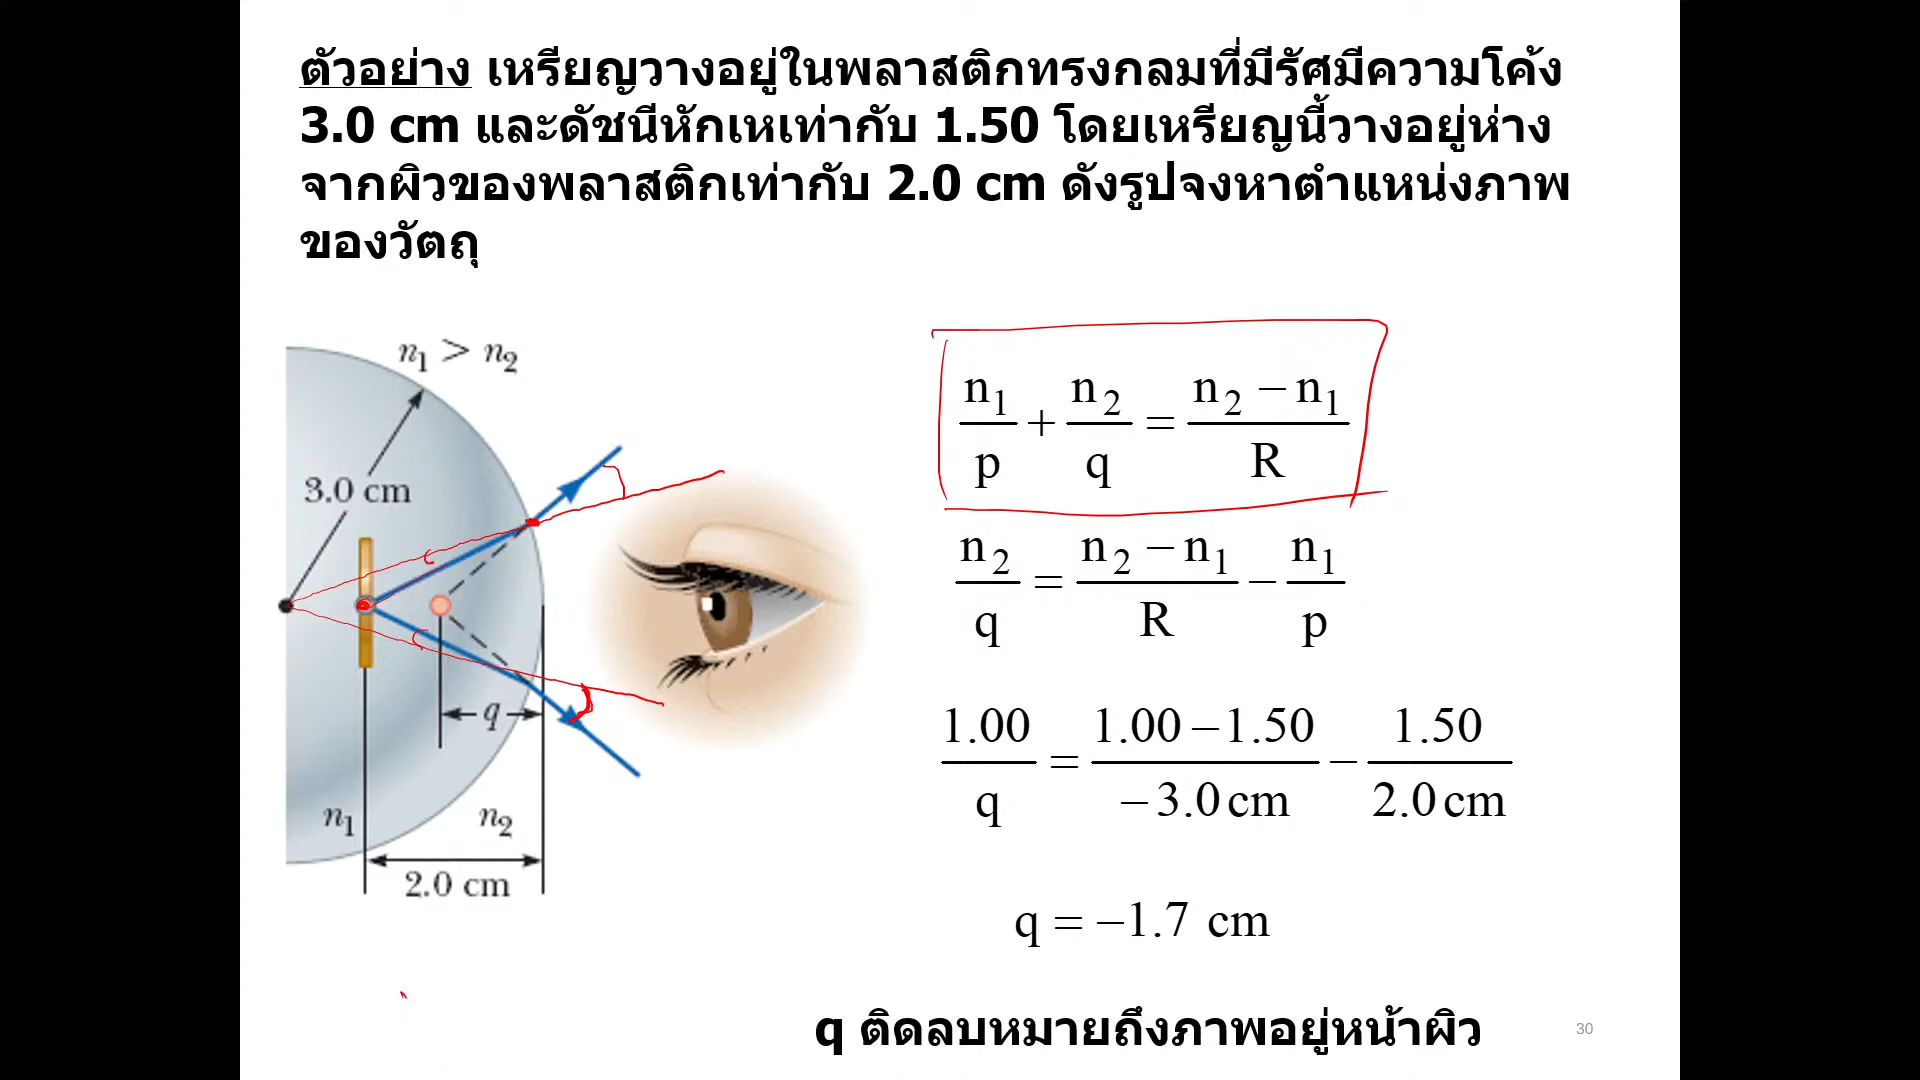 ตัวอย่าง เหรียญวางอยู่ในพลาสติกทรงกลมที่มีรัศมีความโค้ง
3.0 cm และดัชนีหักเหเท่ากับ 1.50 โดยเหรียญนี้วางอยู่ห่าง
จากผิวของพลาสติกเท่ากับ 2.0 cm ดังรูปจงหาตำแหน่งภาพ
ของวัตถุ
n₁ > n₂
3.0 cm
q
n₁
n₂
2.0 cm
n₁/p + n₂/q = (n₂ − n₁)/R
n₂/q = (n₂ − n₁)/R − n₁/p
1.00/q = (1.00 − 1.50)/(−3.0 cm) − 1.50/(2.0 cm)
q = −1.7 cm
q ติดลบหมายถึงภาพอยู่หน้าผิว
30